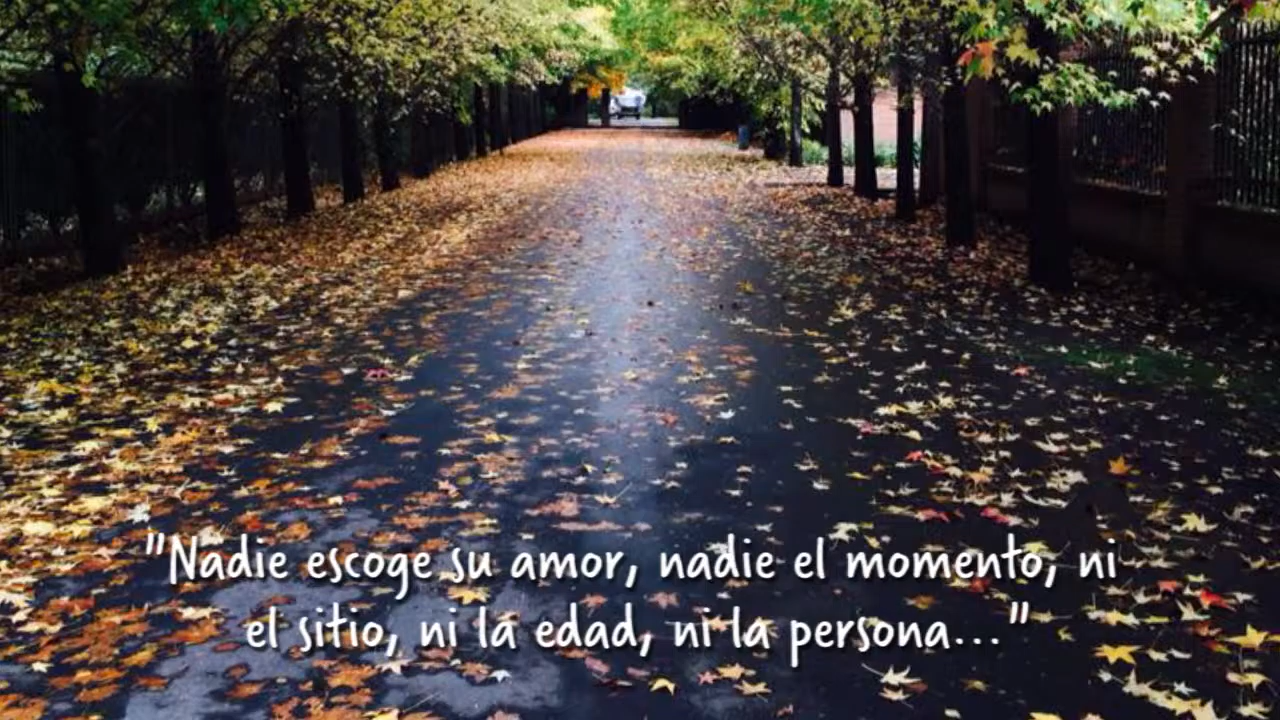 "Nadie escoge su amor, nadie el momento, ni
el sitio, ni la edad, ni la persona..."